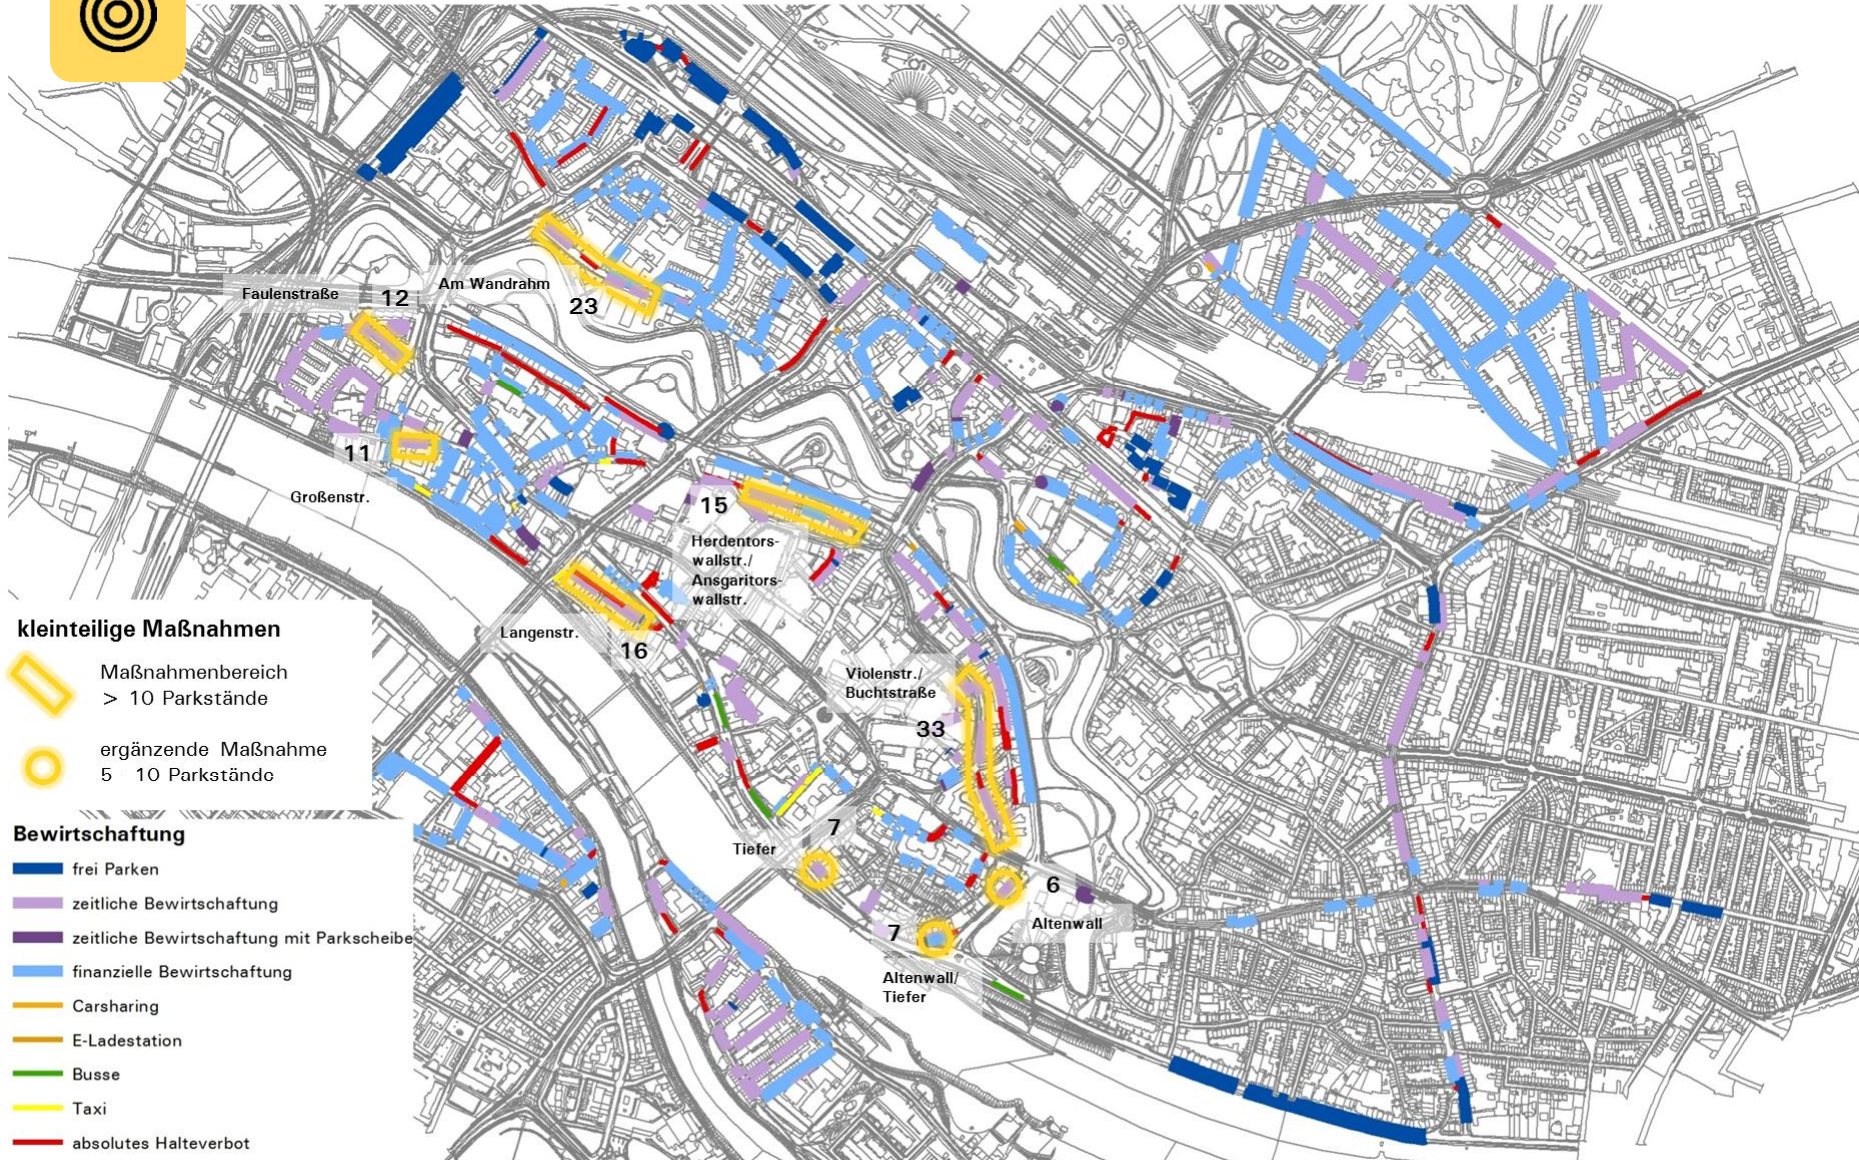 Faulenstraße
12
Am Wandrahm
23
11
Großenstr.
15
Herdentors-
wallstr./
Ansgaritors-
wallstr.
Langenstr.
16
kleinteilige Maßnahmen
Maßnahmenbereich
> 10 Parkstände
ergänzende Maßnahme
5 - 10 Parkstände
Violenstr./
Buchtstraße
33
7
Tiefer
6
Altenwall
7
Altenwall/
Tiefer
Bewirtschaftung
frei Parken
zeitliche Bewirtschaftung
zeitliche Bewirtschaftung mit Parkscheibe
finanzielle Bewirtschaftung
Carsharing
E-Ladestation
Busse
Taxi
absolutes Halteverbot